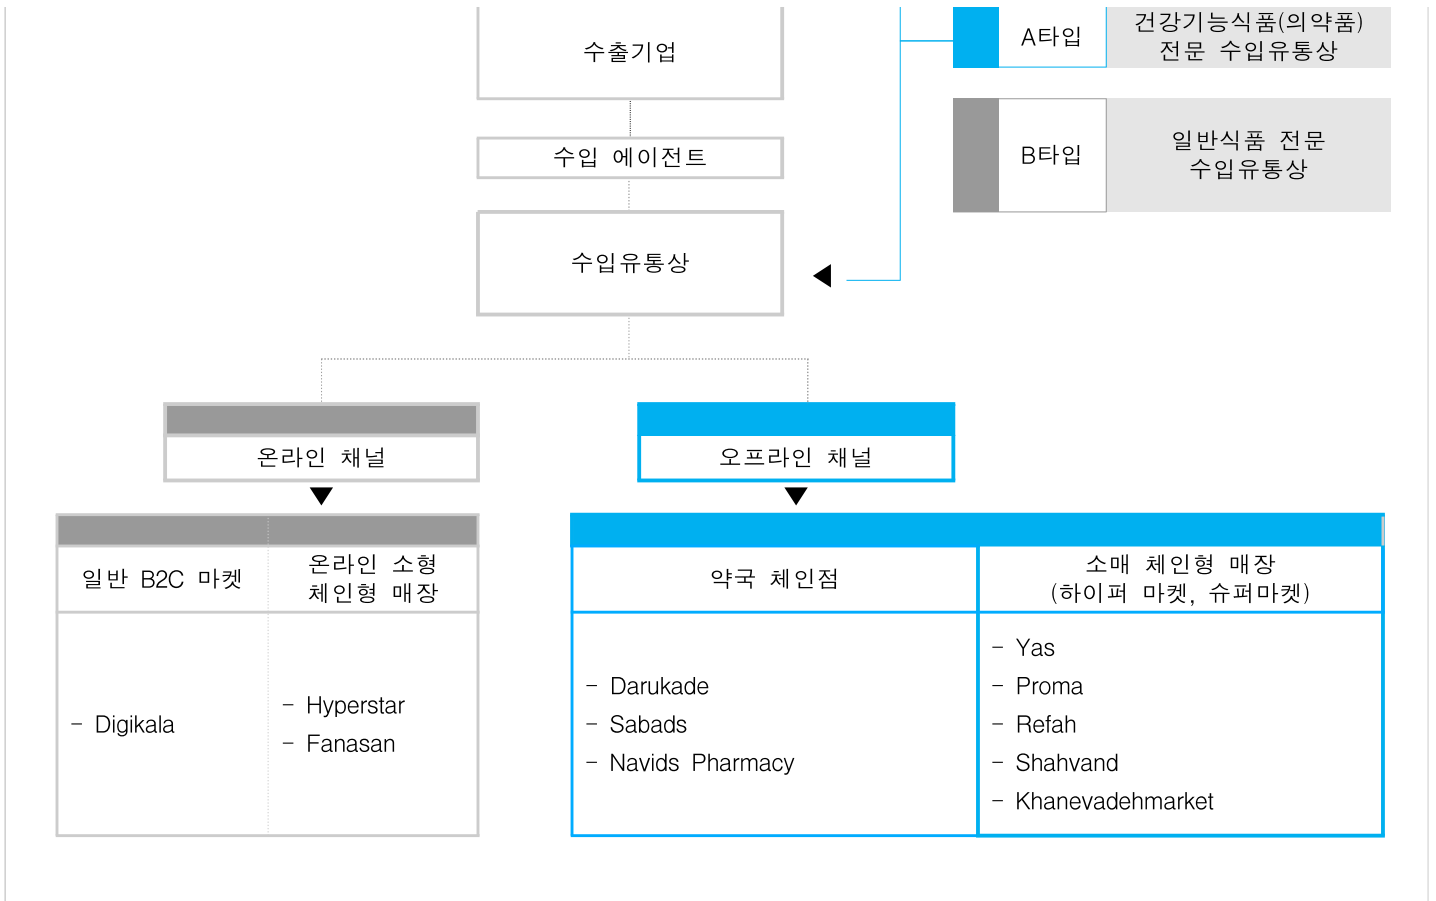 수출기업
A타입
건강기능식품(의약품)
전문 수입유통상
수입 에이전트
B타입
일반식품 전문
수입유통상
수입유통상
온라인 채널
오프라인 채널
일반 B2C 마켓
온라인 소형
체인형 매장
약국 체인점
소매 체인형 매장
(하이퍼 마켓, 슈퍼마켓)
- Digikala
- Hyperstar
- Fanasan
- Darukade
- Sabads
- Navids Pharmacy
- Yas
- Proma
- Refah
- Shahvand
- Khanevadehmarket